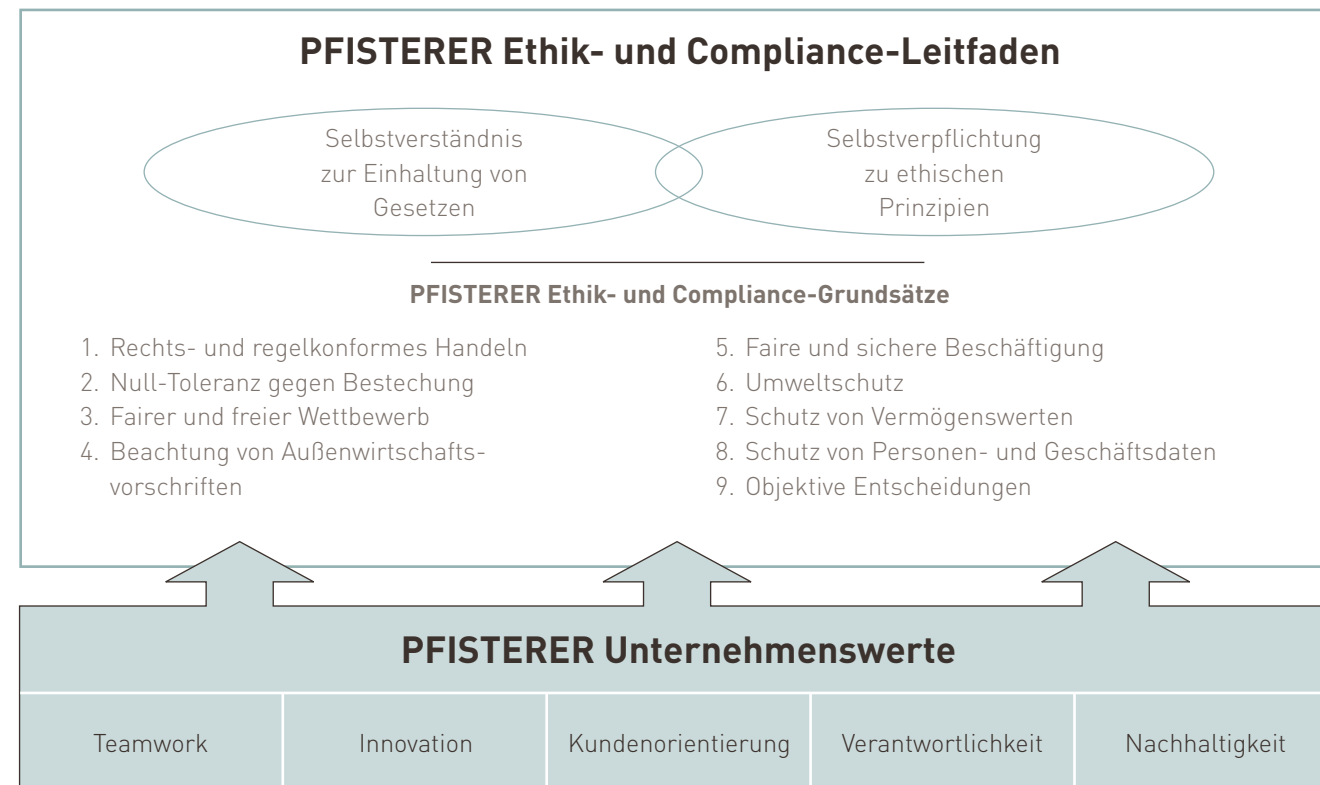 PFISTERER Ethik- und Compliance-Leitfaden
Selbstverständnis
zur Einhaltung von
Gesetzen
Selbstverpflichtung
zu ethischen
Prinzipien
PFISTERER Ethik- und Compliance-Grundsätze
1. Rechts- und regelkonformes Handeln
2. Null-Toleranz gegen Bestechung
3. Fairer und freier Wettbewerb
4. Beachtung von Außenwirtschafts-
vorschriften
5. Faire und sichere Beschäftigung
6. Umweltschutz
7. Schutz von Vermögenswerten
8. Schutz von Personen- und Geschäftsdaten
9. Objektive Entscheidungen
PFISTERER Unternehmenswerte
Teamwork
Innovation
Kundenorientierung
Verantwortlichkeit
Nachhaltigkeit